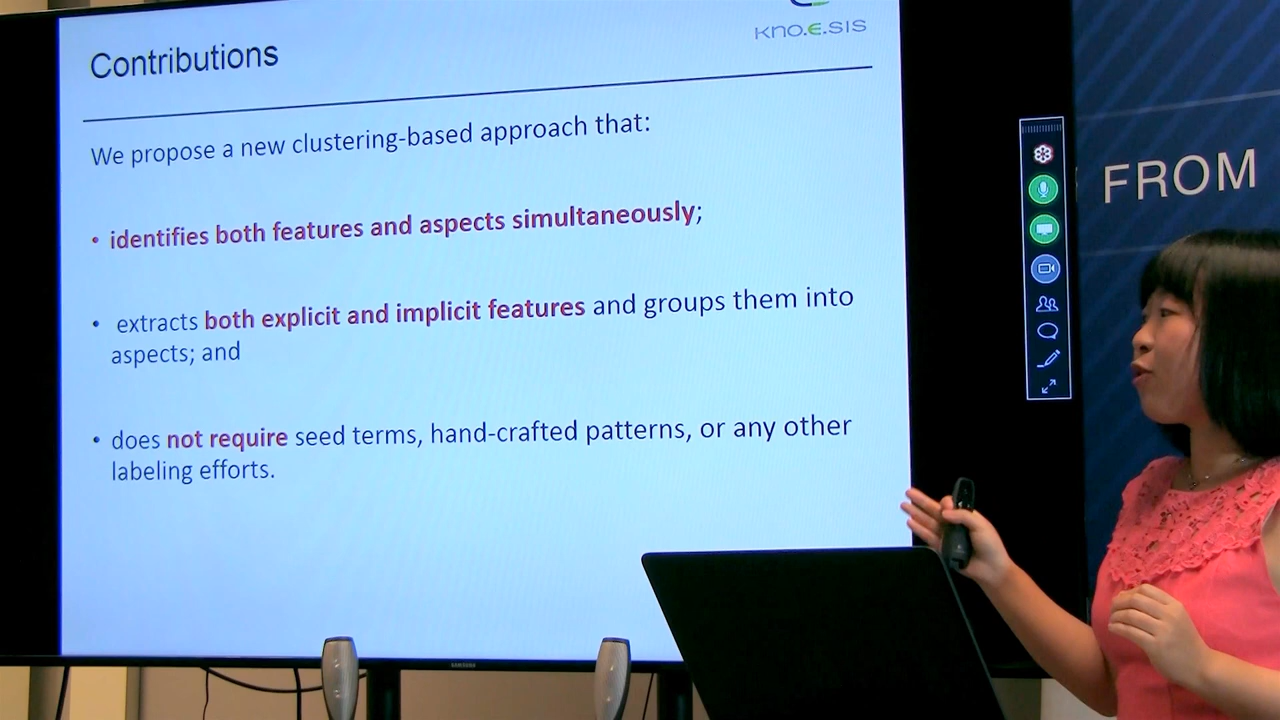 Contributions
kno.e.sis
We propose a new clustering-based approach that:
• identifies both features and aspects simultaneously;
• extracts both explicit and implicit features and groups them into
aspects; and
• does not require seed terms, hand-crafted patterns, or any other
labeling efforts.
FROM
SAMSUNG